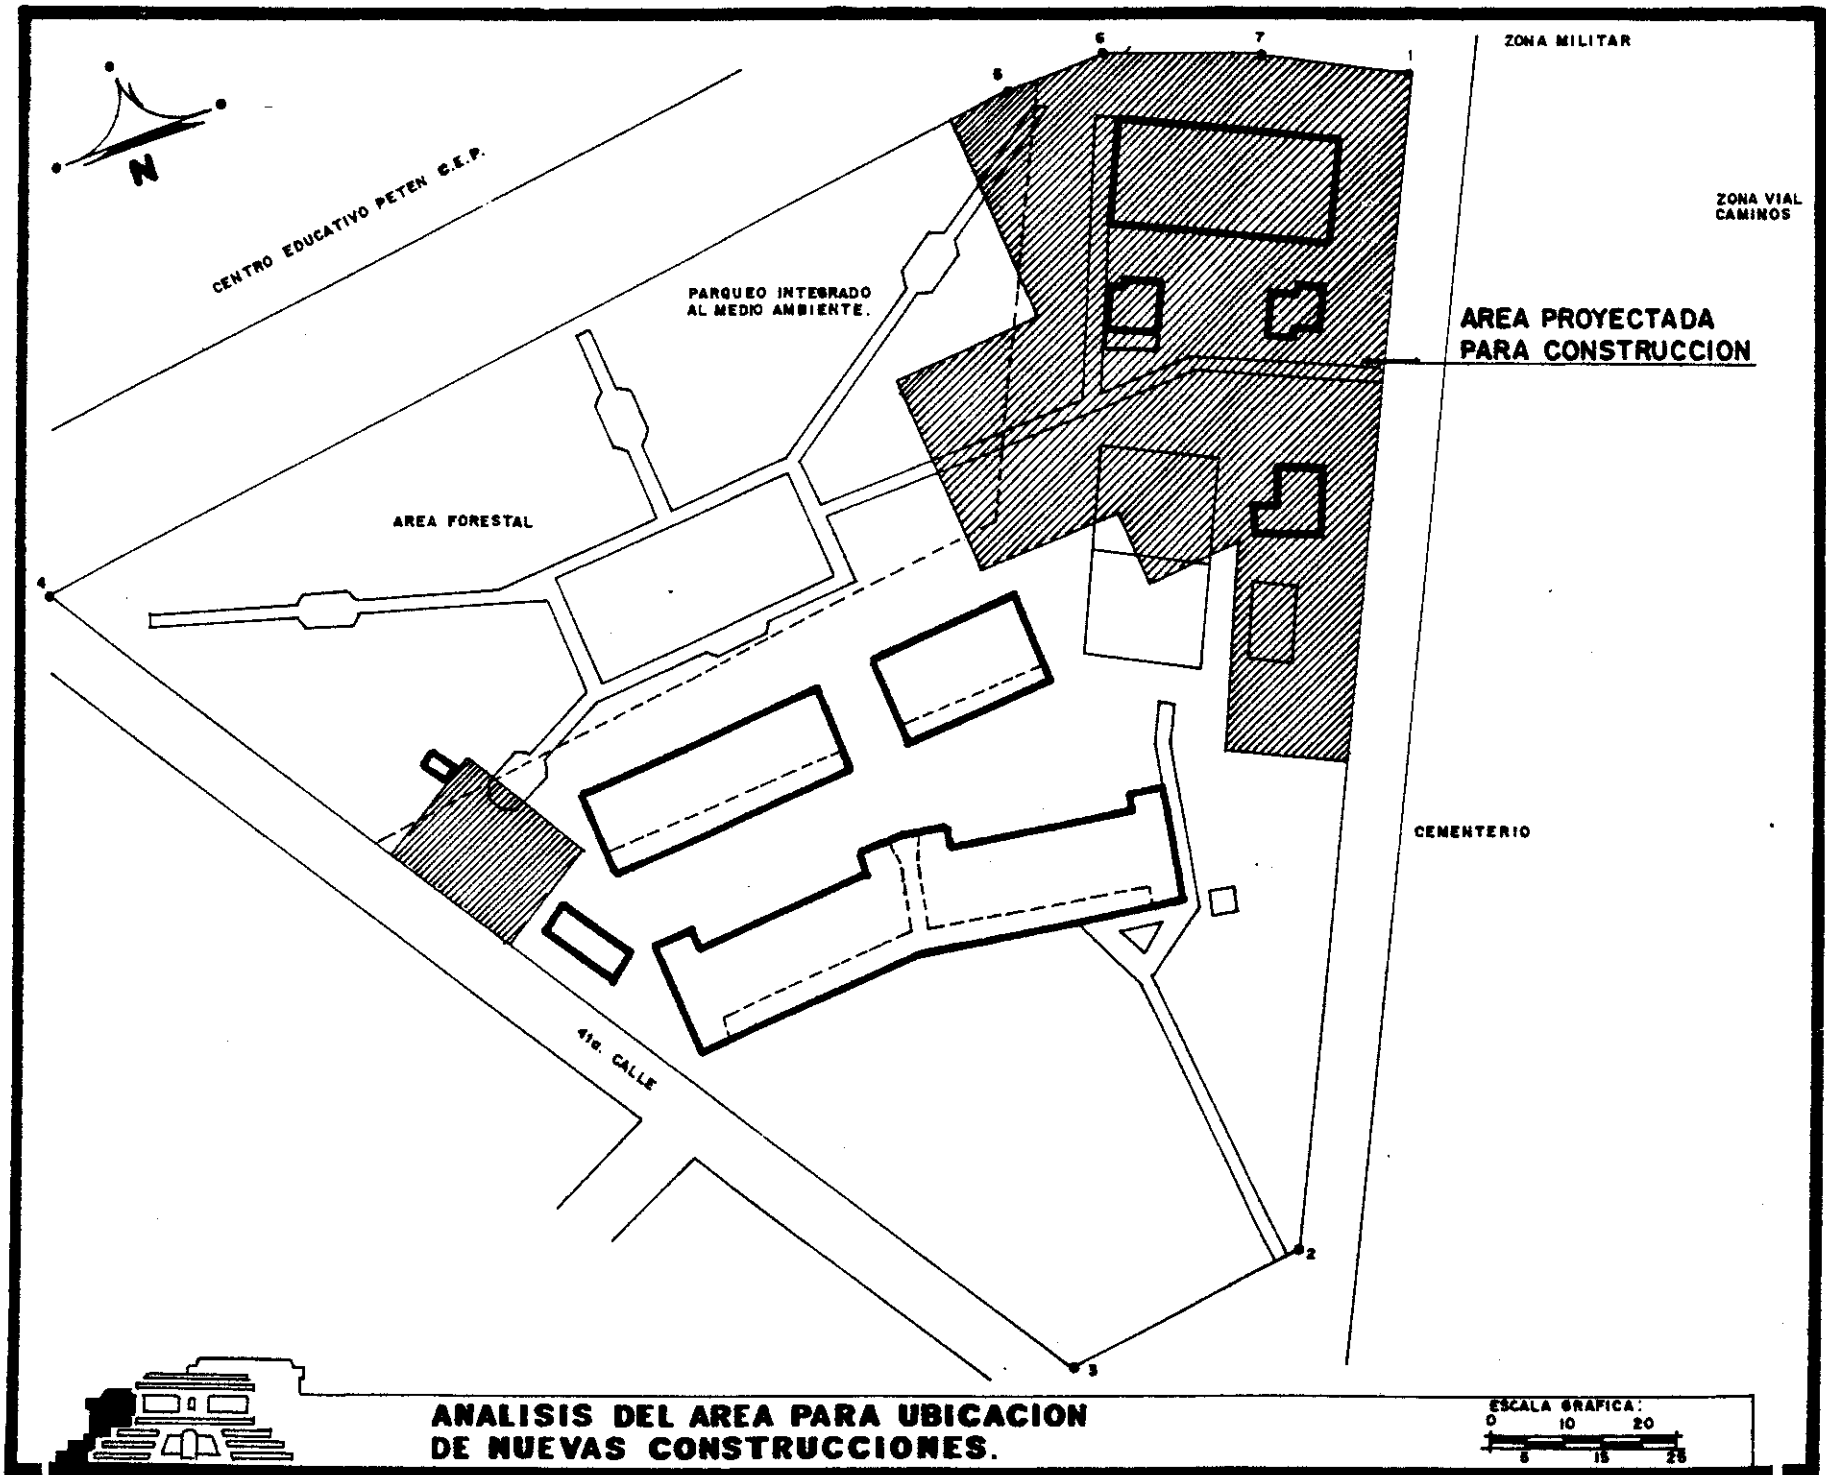 6
7
1
ZONA MILITAR
5
N
CENTRO EDUCATIVO PETEN C.E.P.
ZONA VIAL
CAMINOS
PARQUEO INTEGRADO
AL MEDIO AMBIENTE.
AREA PROYECTADA
PARA CONSTRUCCION
AREA FORESTAL
4
CEMENTERIO
41a. CALLE
2
3
ANALISIS DEL AREA PARA UBICACION
DE NUEVAS CONSTRUCCIONES.
ESCALA GRAFICA:
0 10 20
5 15 25